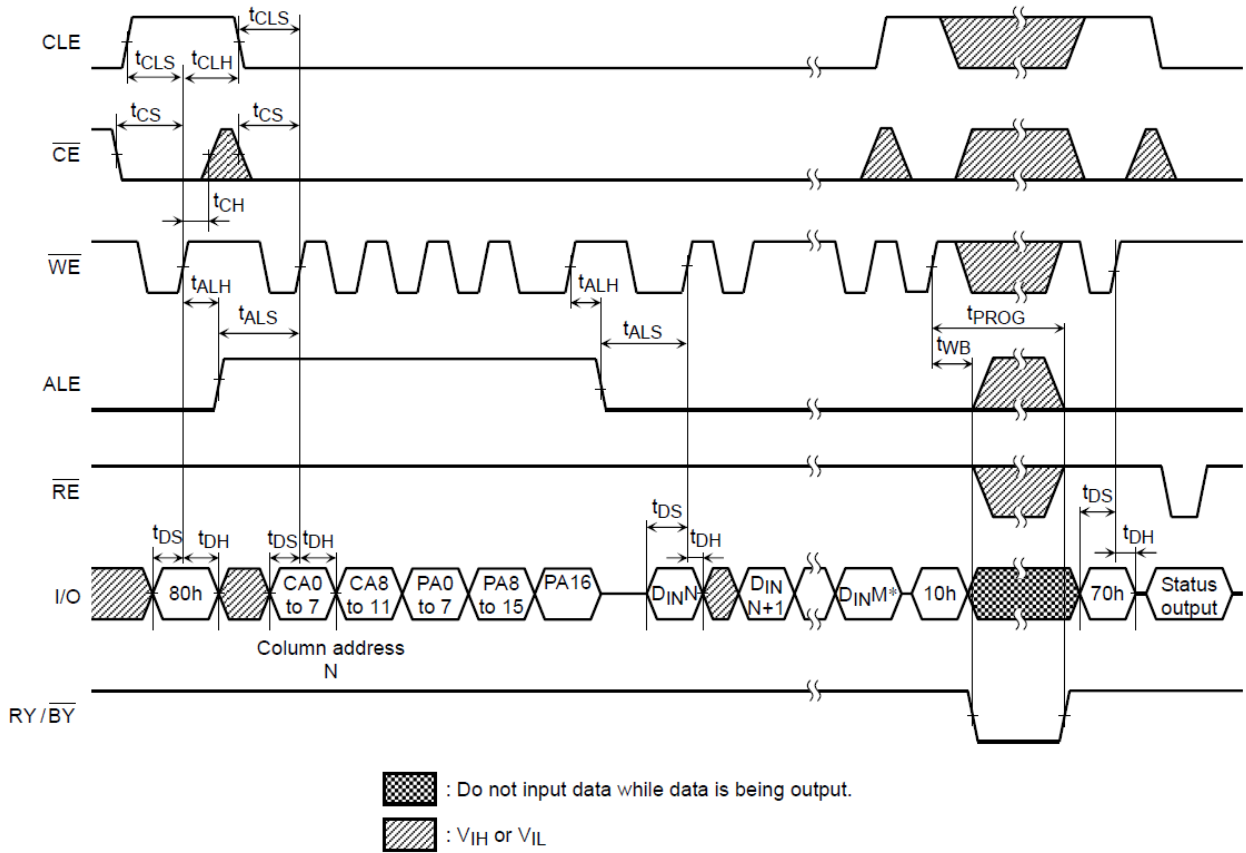 CLE
tCLS
tCLS tCLH
CE
tCS
tCS
tCH
WE
tALH
tALS
tALH
tALS
tPROG
tWB
ALE
RE
tDS tDH tDS tDH tDS tDH tDS tDH
I/O
80h
CA0 to 7
CA8 to 11
PA0 to 7
PA8 to 15
PA16
DINN
DIN N+1
DINM*
10h
70h
Status output
Column address
N
RY/BY
: Do not input data while data is being output.
: VIH or VIL